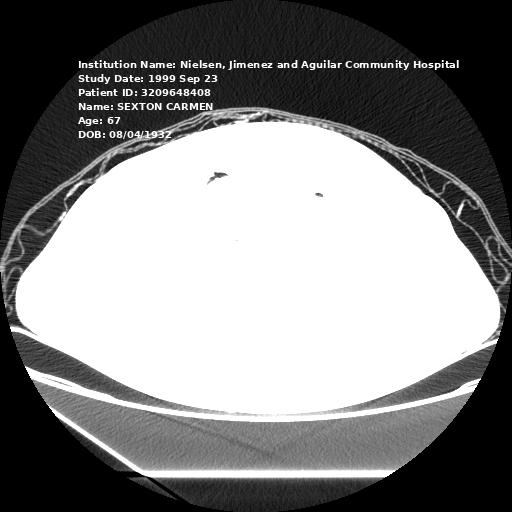 Institution Name: Nielsen, Jimenez and Aguilar Community Hospital
Study Date: 1999 Sep 23
Patient ID: 3209648408
Name: SEXTON CARMEN
Age: 67
DOB: 08/04/1932